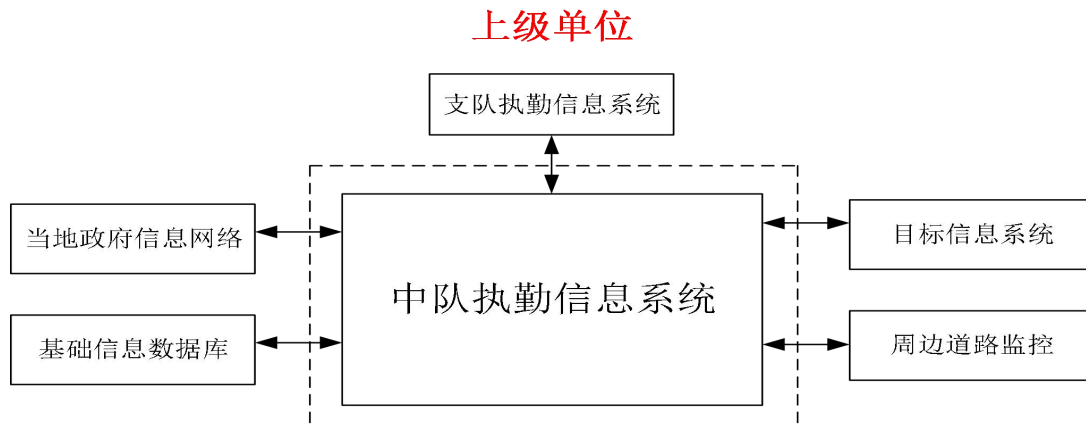 上级单位
支队执勤信息系统
当地政府信息网络
目标信息系统
中队执勤信息系统
基础信息数据库
周边道路监控